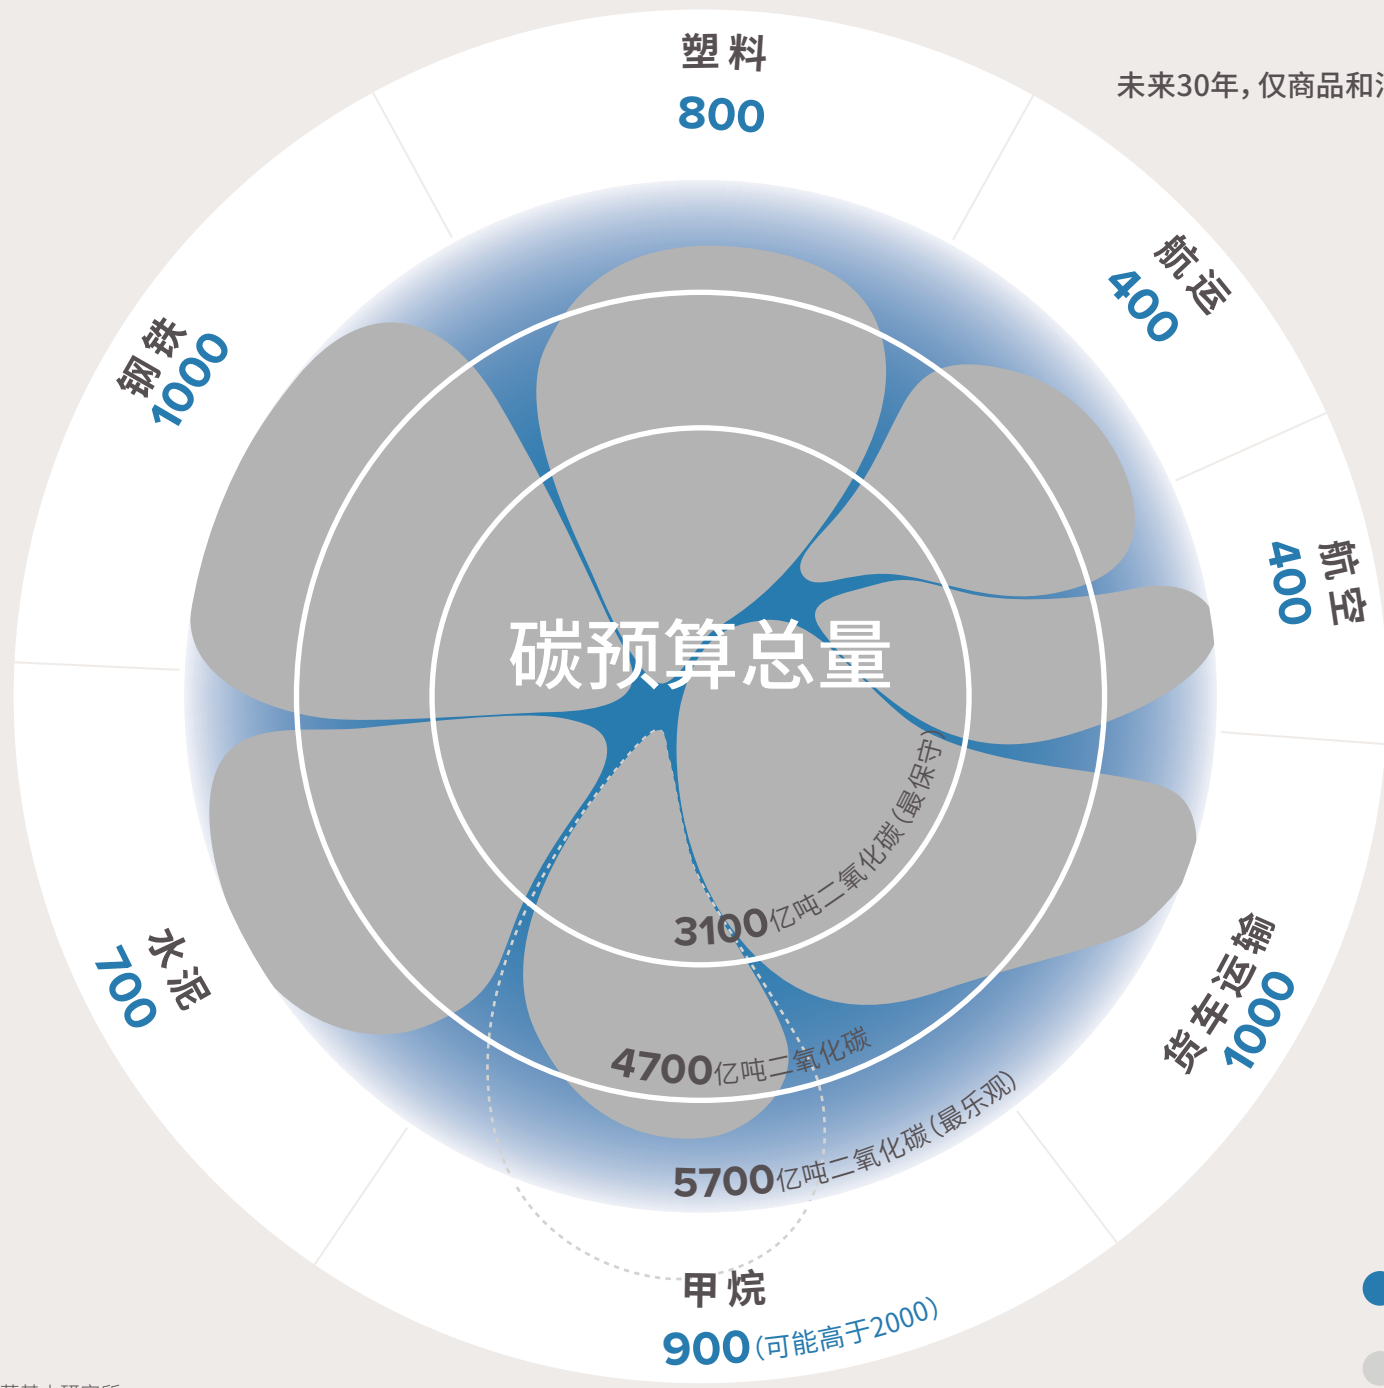 塑料
800
未来30年，仅商品和
航运
400
钢铁
1000
航空
400
碳预算总量
3100亿吨二氧化碳（最保守）
水泥
700
货车运输
1000
4700亿吨二氧化碳
5700亿吨二氧化碳（最乐观）
甲烷
900（可能高于2000）